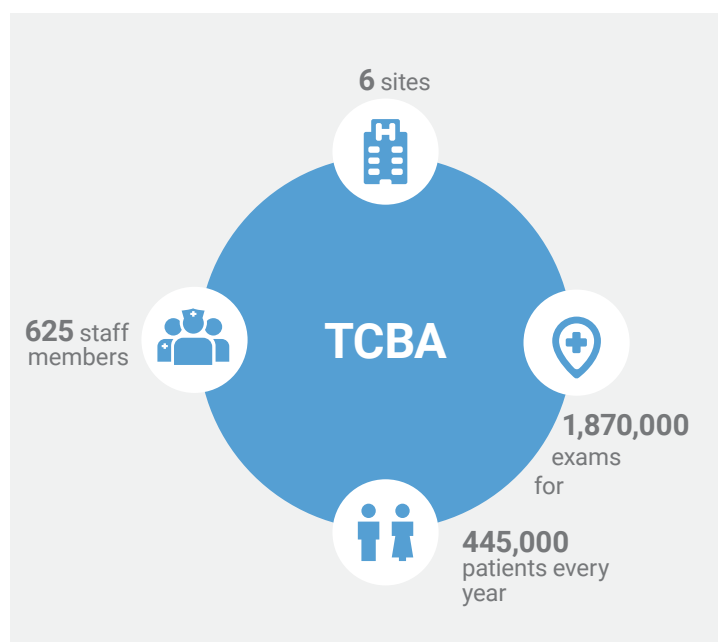 6 sites
H
625 staff
members
TCBA
1,870,000
exams
for
445,000
patients every
year